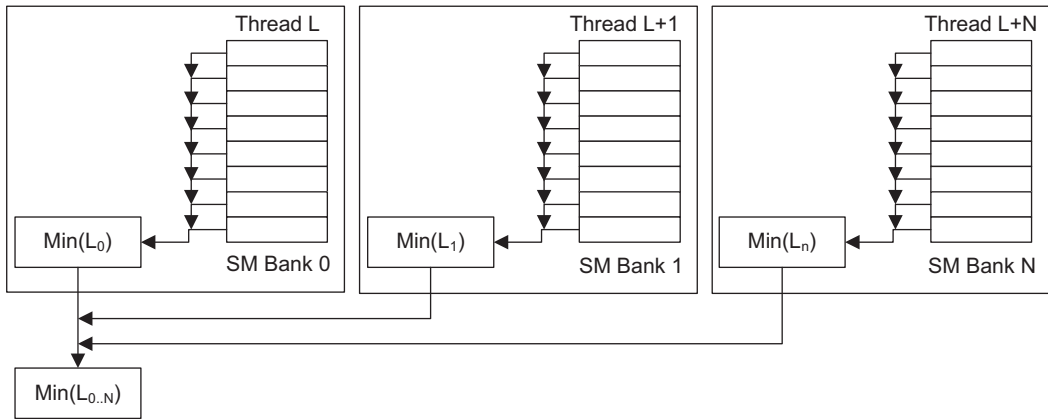 Thread L
Thread L+1
Thread L+N
Min(L₀)
Min(L₁)
Min(Lₙ)
SM Bank 0
SM Bank 1
SM Bank N
Min(L₀..N)